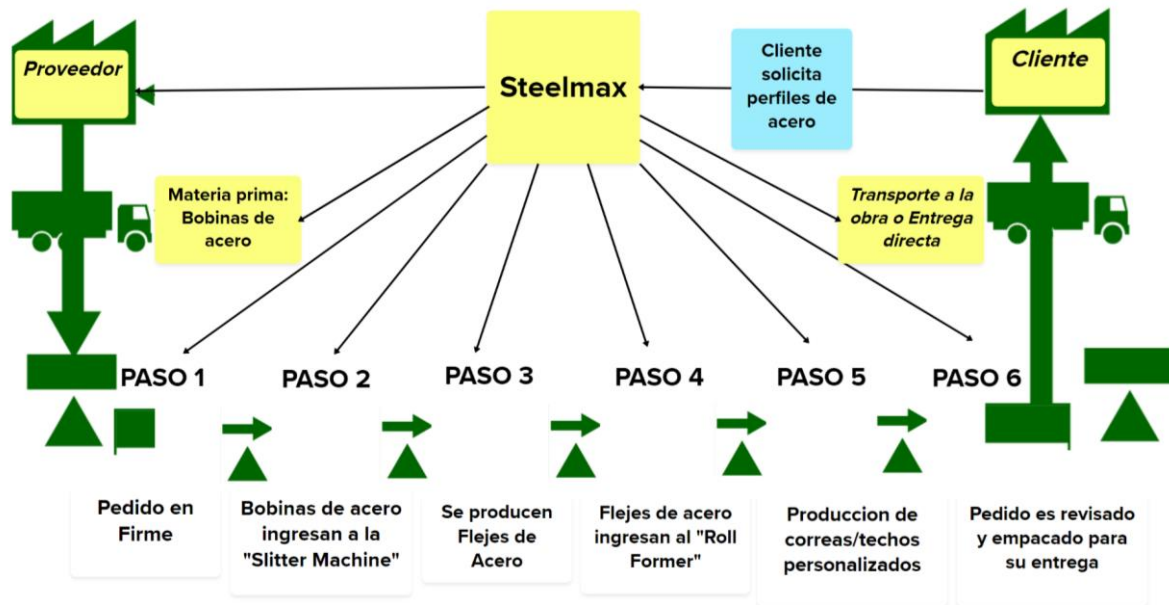 Proveedor
Steelmax
Cliente
solicita
perfiles de
acero
Cliente
Materia prima:
Bobinas de
acero
Transporte a la
obra o Entrega
directa
PASO 1
PASO 2
PASO 3
PASO 4
PASO 5
PASO 6
Pedido en
Firme
Bobinas de acero
ingresan a la
"Slitter Machine"
Se producen
Flejes de
Acero
Flejes de acero
ingresan al "Roll
Former"
Produccion de
correas/techos
personalizados
Pedido es revisado
y empacado para
su entrega